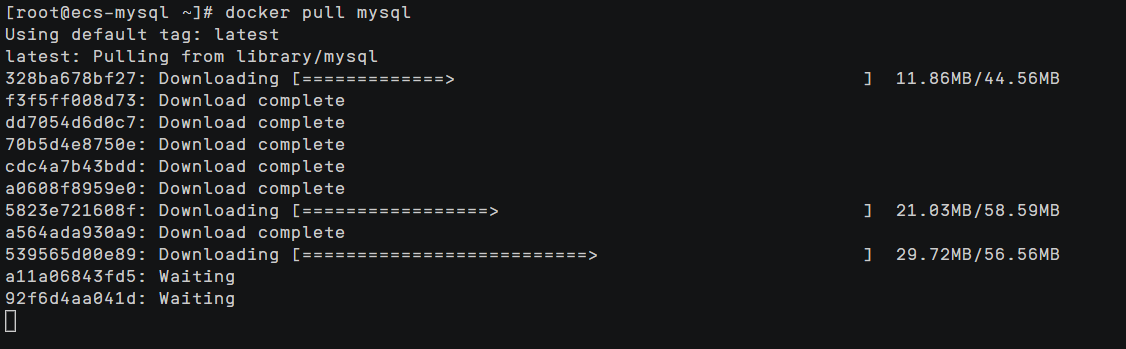 [root@ecs-mysql ~]# docker pull mysql
Using default tag: latest
latest: Pulling from library/mysql
328ba678bf27: Downloading [=============>                                     ]  11.86MB/44.56MB
f3f5ff008d73: Download complete
dd7054d6d0c7: Download complete
70b5d4e8750e: Download complete
cdc4a7b43bdd: Download complete
a0608f8959e0: Download complete
5823e721608f: Downloading [=================>                                 ]  21.03MB/58.59MB
a564ada930a9: Download complete
539565d00e89: Downloading [==========================>                        ]  29.72MB/56.56MB
a11a06843fd5: Waiting
92f6d4aa041d: Waiting